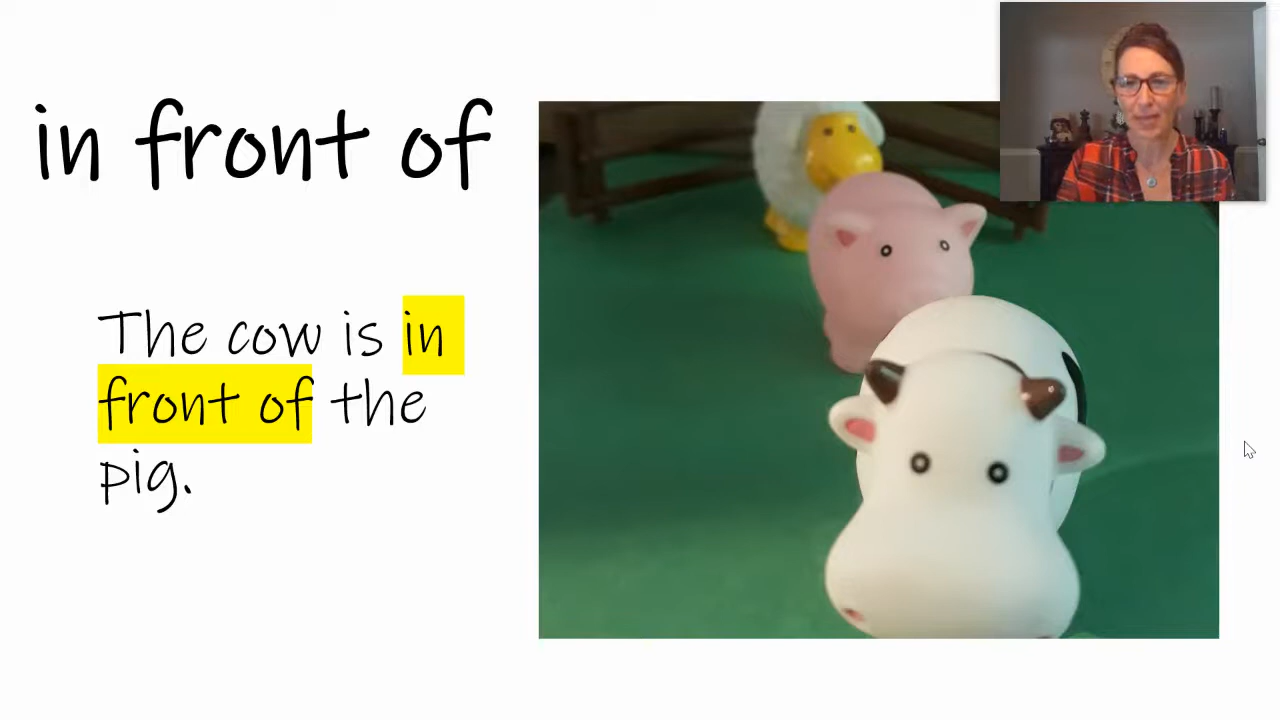 in front of
The cow is in
front of the
pig.